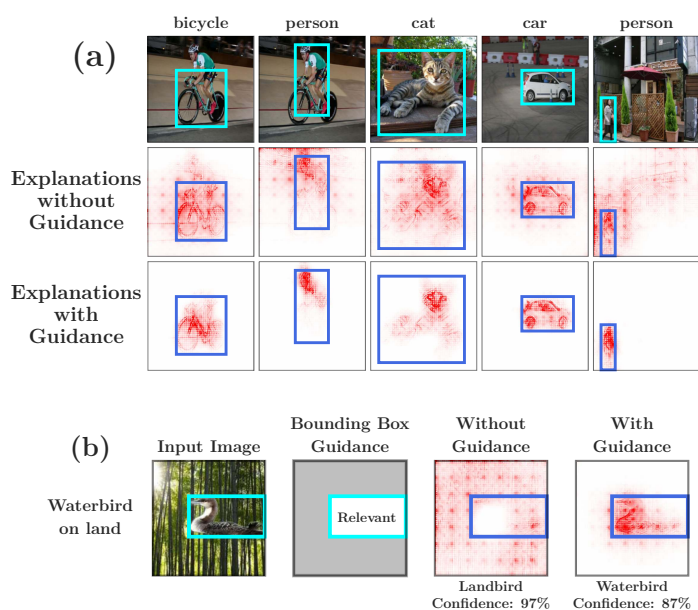 (a)
bicycle person cat car person
Explanations
without
Guidance
Explanations
with
Guidance
(b)
Input Image
Bounding Box
Guidance
Without
Guidance
With
Guidance
Waterbird
on land
Relevant
Landbird
Confidence: 97%
Waterbird
Confidence: 87%